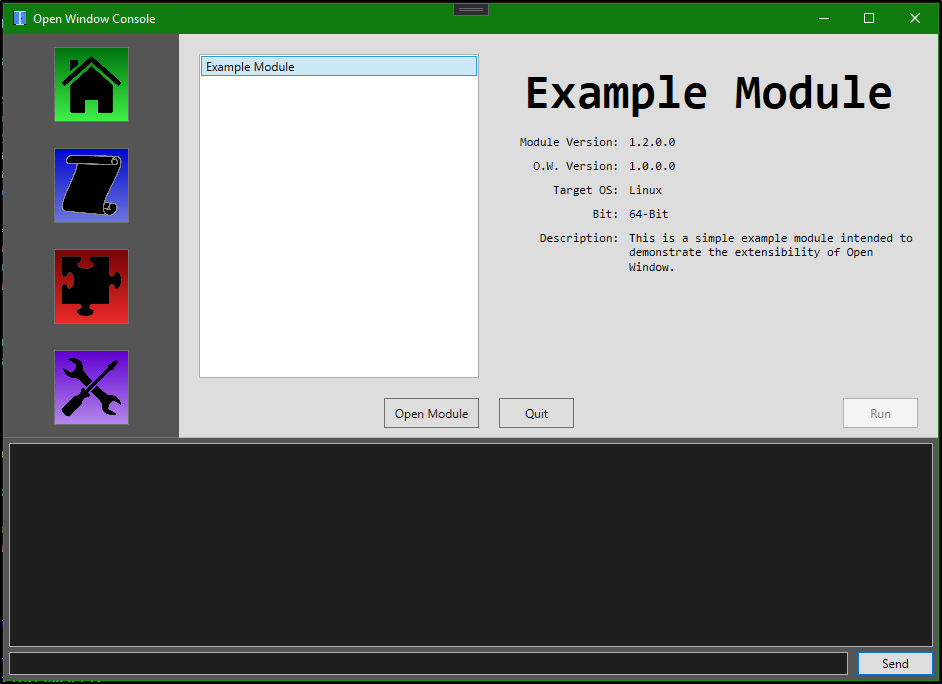 Open Window Console
Example Module
Example Module
Module Version: 1.2.0.0
O.W. Version: 1.0.0.0
Target OS: Linux
Bit: 64-Bit
Description: This is a simple example module intended to
demonstrate the extensibility of Open
Window.
Open Module
Quit
Run
Send